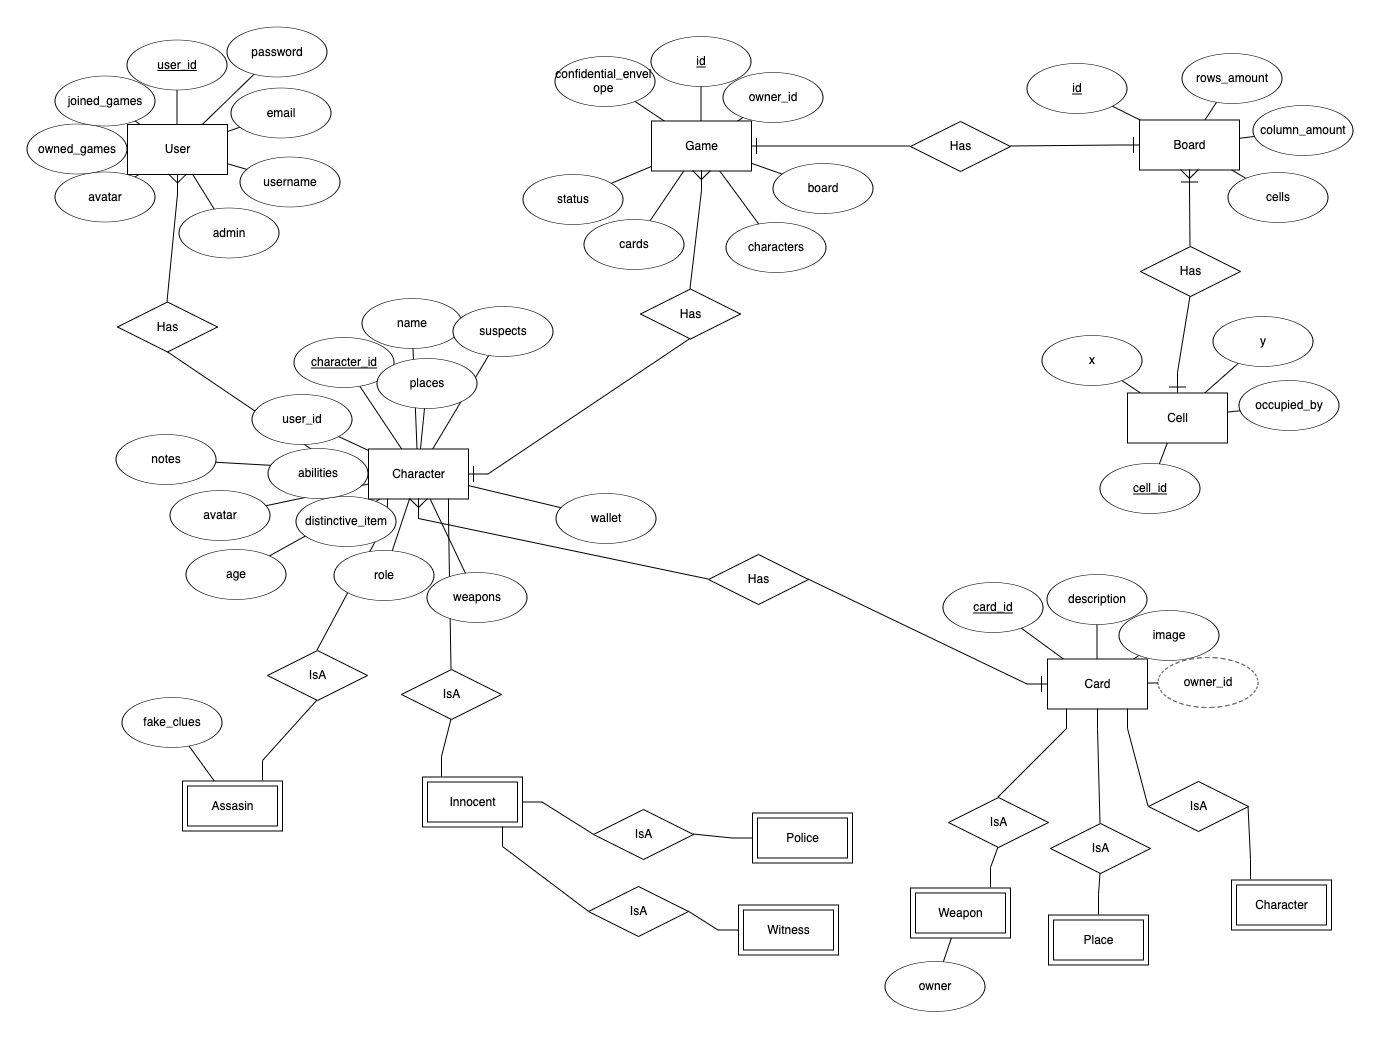 password
user_id
joined_games
email
owned_games
User
username
avatar
admin
Has
confidential_envel
ope
id
owner_id
Game
board
status
cards
characters
Has
Has
id
rows_amount
column_amount
Board
cells
Has
x
y
occupied_by
Cell
cell_id
name
suspects
character_id
places
user_id
notes
abilities
Character
avatar
distinctive_item
wallet
age
role
weapons
Has
IsA
IsA
fake_clues
Assasin
Innocent
IsA
Police
IsA
Witness
card_id
description
image
Card
owner_id
IsA
IsA
IsA
Weapon
Place
Character
owner